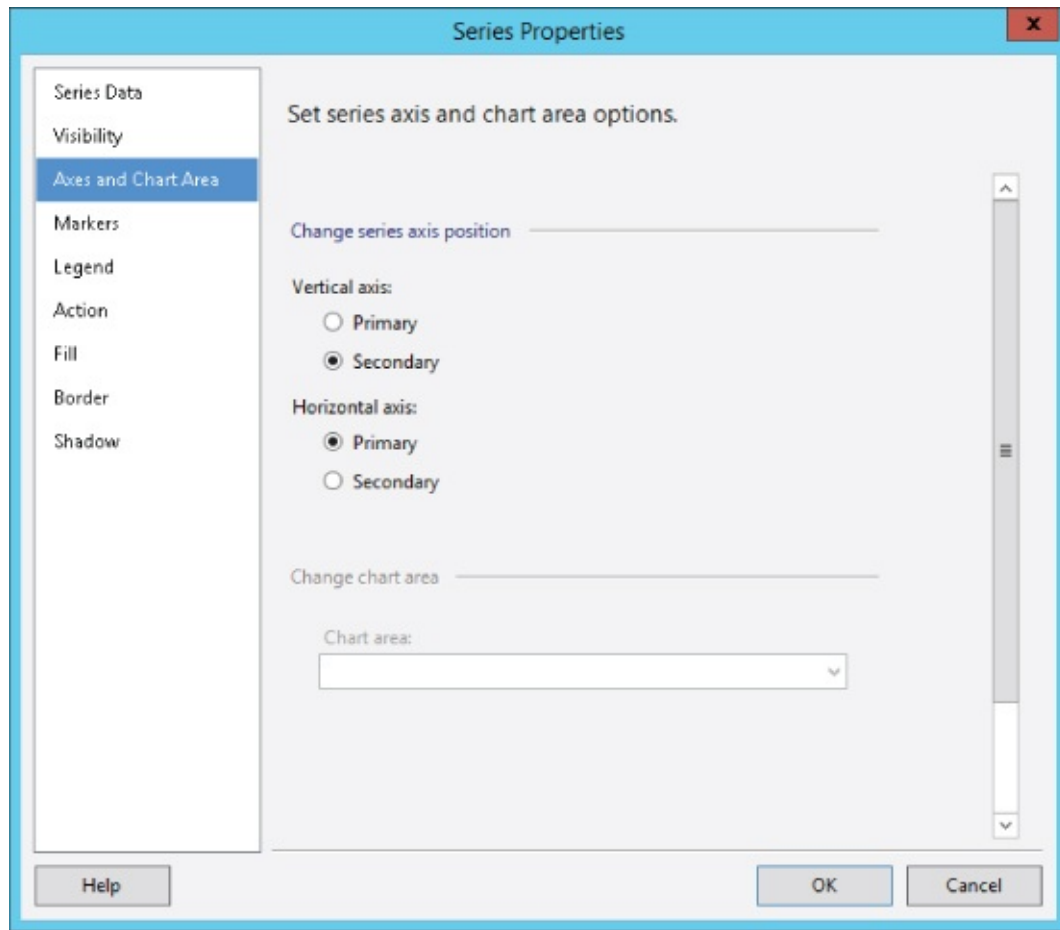 Series Properties
x
Series Data
Visibility
Axes and Chart Area
Markers
Legend
Action
Fill
Border
Shadow
Set series axis and chart area options.
Change series axis position
Vertical axis:
Primary
Secondary
Horizontal axis:
Primary
Secondary
Change chart area
Chart area:
Help
OK
Cancel